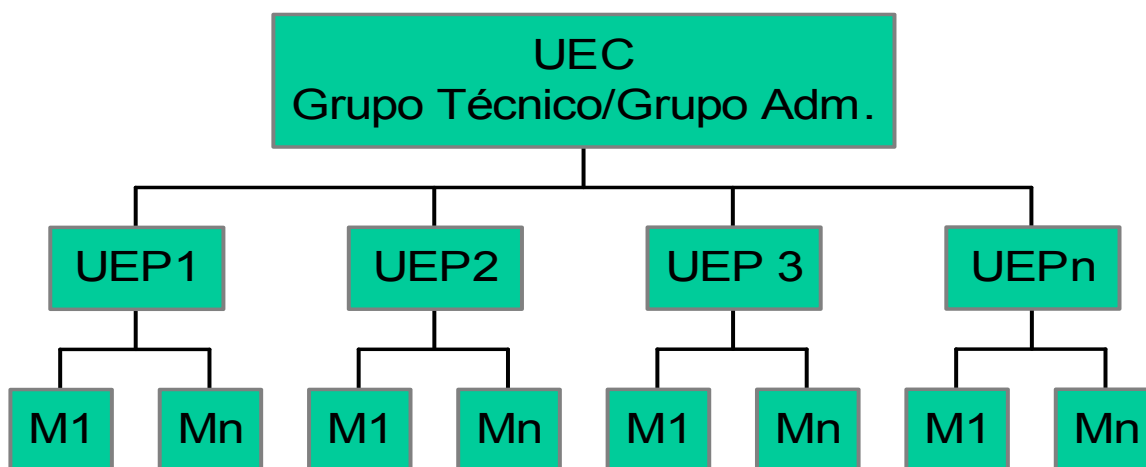 UEC
Grupo Técnico/Grupo Adm.
UEP1 UEP2 UEP 3 UEPn
M1 Mn M1 Mn M1 Mn M1 Mn